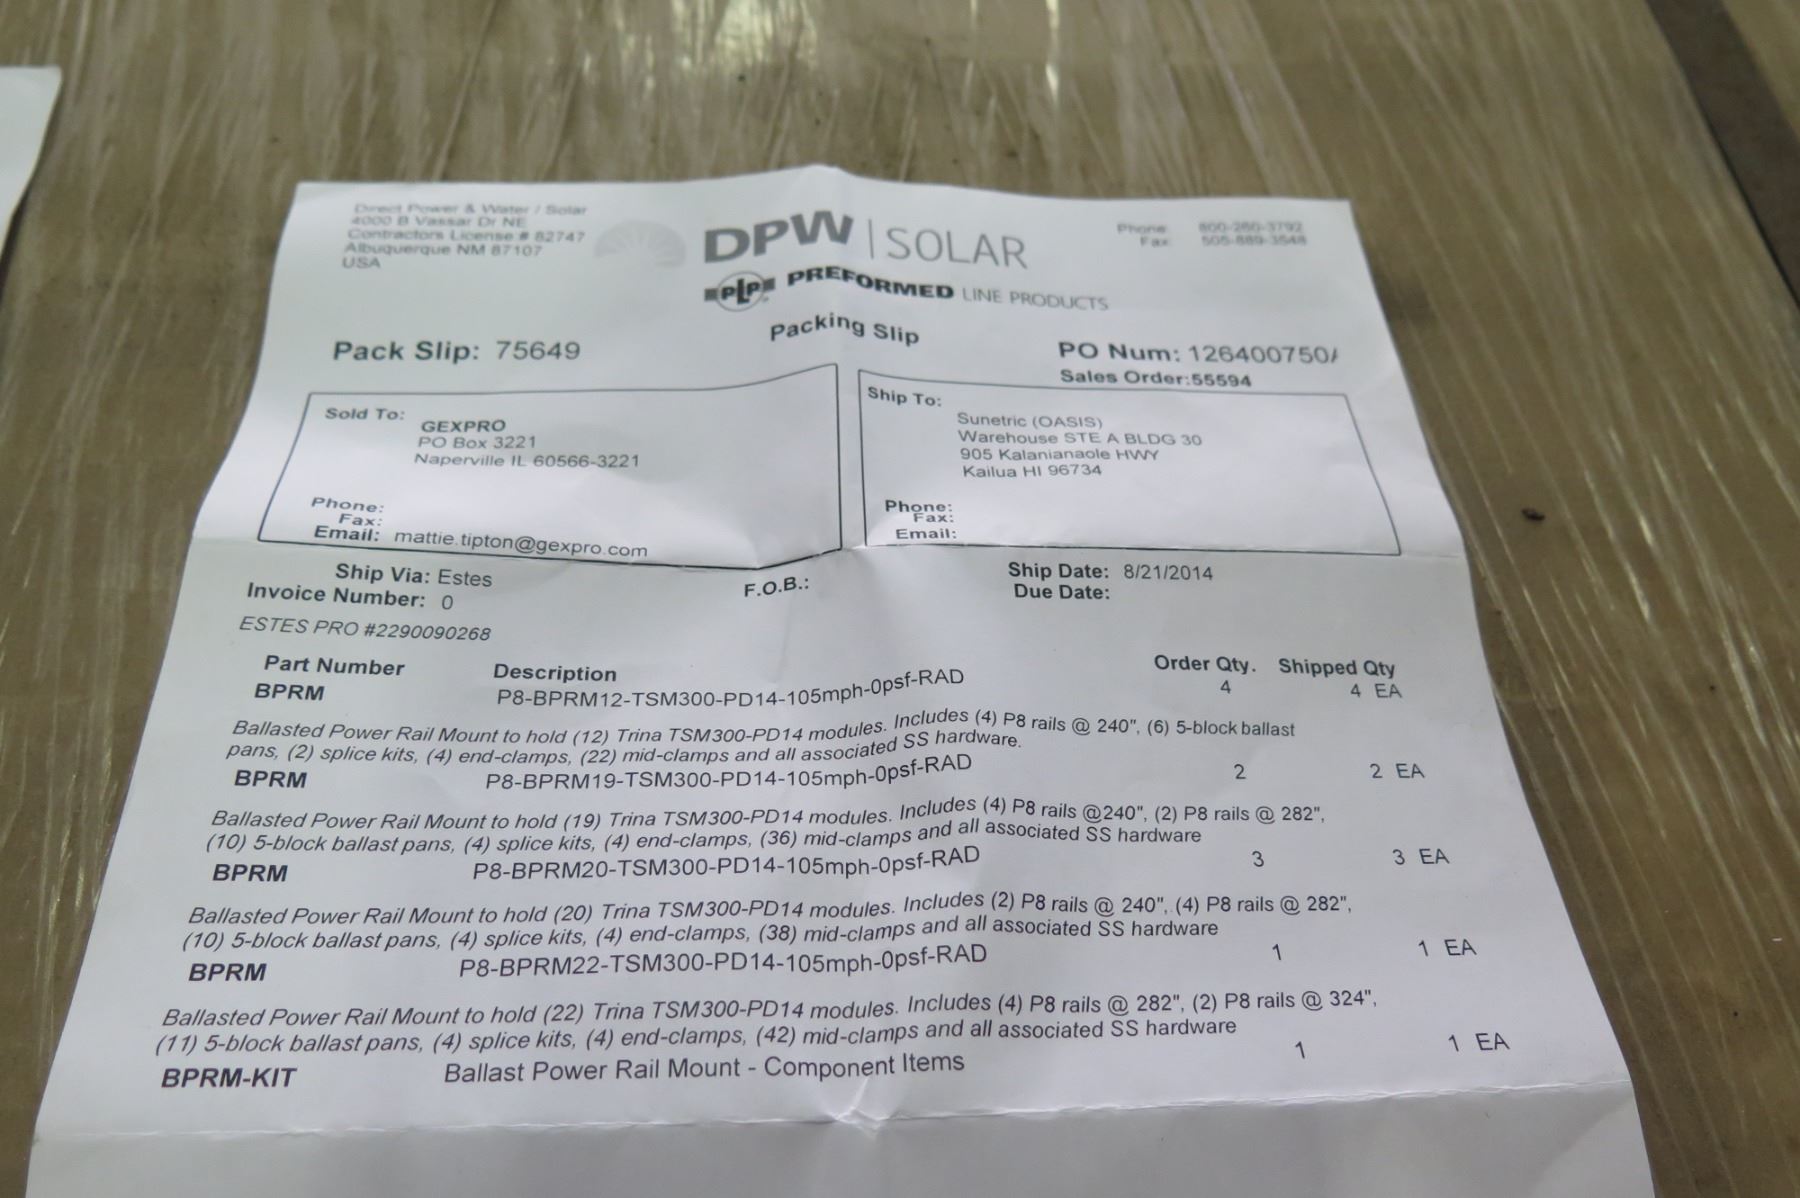 Direct Power & Water / Solar
4000 B Vassar Dr NE
Contractors License # 82747
Albuquerque NM 87107
USA
DPW | SOLAR
PLP PREFORMED LINE PRODUCTS
Phone 800-260-3792
Fax 505-889-3548
Packing Slip
Pack Slip: 75649
PO Num: 126400750/
Sales Order:55594
Sold To:
GEXPRO
PO Box 3221
Naperville IL 60566-3221
Phone:
Fax:
Email: mattie.tipton@gexpro.com
Ship To:
Sunetric (OASIS)
Warehouse STE A BLDG 30
905 Kalanianaole HWY
Kailua HI 96734
Phone:
Fax:
Email:
Ship Via: Estes
F.O.B.:
Ship Date: 8/21/2014
Invoice Number: 0
Due Date:
ESTES PRO #2290090268
Part Number Description Order Qty. Shipped Qty
BPRM P8-BPRM12-TSM300-PD14-105mph-0psf-RAD 4 4 EA
Ballasted Power Rail Mount to hold (12) Trina TSM300-PD14 modules. Includes (4) P8 rails @ 240", (6) 5-block ballast
pans, (2) splice kits, (4) end-clamps, (22) mid-clamps and all associated SS hardware.
BPRM P8-BPRM19-TSM300-PD14-105mph-0psf-RAD 2 2 EA
Ballasted Power Rail Mount to hold (19) Trina TSM300-PD14 modules. Includes (4) P8 rails @240", (2) P8 rails @ 282",
(10) 5-block ballast pans, (4) splice kits, (4) end-clamps, (36) mid-clamps and all associated SS hardware
BPRM P8-BPRM20-TSM300-PD14-105mph-0psf-RAD 3 3 EA
Ballasted Power Rail Mount to hold (20) Trina TSM300-PD14 modules. Includes (2) P8 rails @ 240", (4) P8 rails @ 282",
(10) 5-block ballast pans, (4) splice kits, (4) end-clamps, (38) mid-clamps and all associated SS hardware
BPRM P8-BPRM22-TSM300-PD14-105mph-0psf-RAD 1 1 EA
Ballasted Power Rail Mount to hold (22) Trina TSM300-PD14 modules. Includes (4) P8 rails @ 282", (2) P8 rails @ 324",
(11) 5-block ballast pans, (4) splice kits, (4) end-clamps, (42) mid-clamps and all associated SS hardware
BPRM-KIT Ballast Power Rail Mount - Component Items 1 1 EA